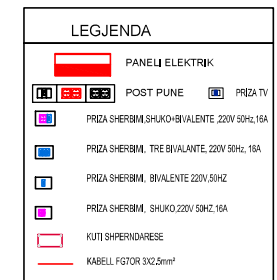 LEGJENDA
PANELI ELEKTRIK
POST PUNE PRIZA TV
PRIZA SHERBIMI,SHUKO+BIVALENTE ,220V 50Hz,16A
PRIZA SHERBIMI, TRE BIVALANTE, 220V 50Hz, 16A
PRIZA SHERBIMI, BIVALENTE 220V,50HZ
PRIZA SHERBIMI, SHUKO,220V 50HZ,16A
KUTI SHPERNDARESE
KABELL FG7OR 3X2,5mm²